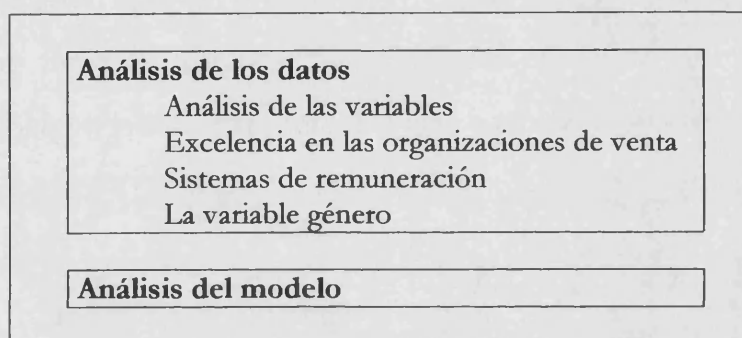 Análisis de los datos
Análisis de las variables
Excelencia en las organizaciones de venta
Sistemas de remuneración
La variable género
Análisis del modelo